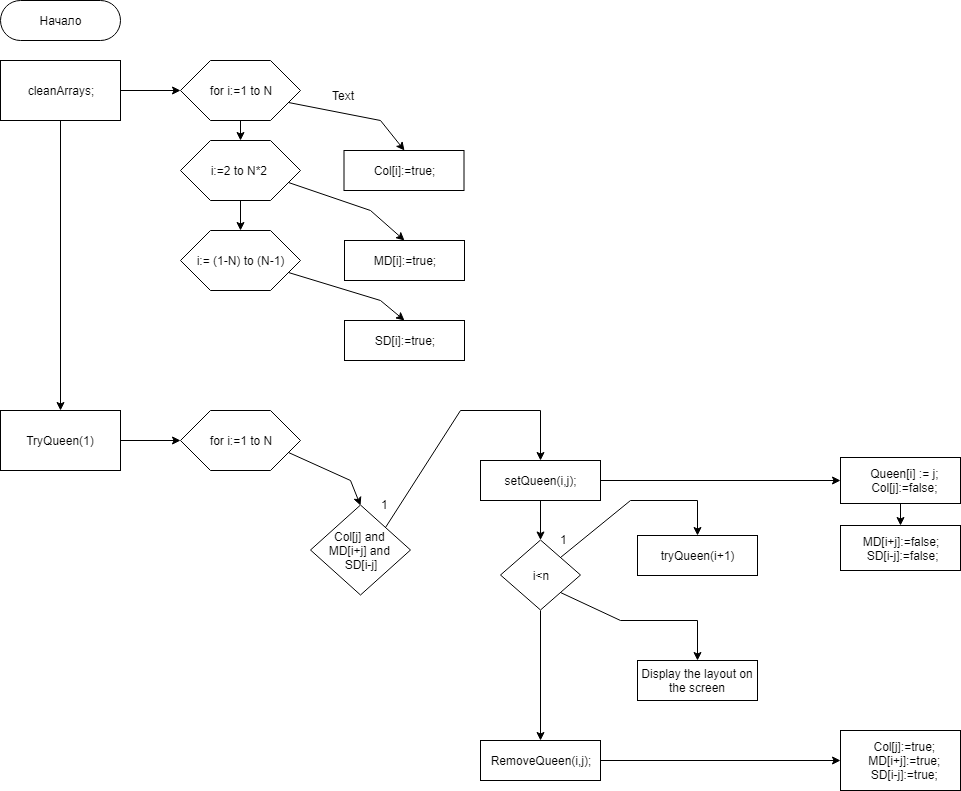 Начало
cleanArrays;
for i:=1 to N
Text
Col[i]:=true;
i:=2 to N*2
MD[i]:=true;
i:= (1-N) to (N-1)
SD[i]:=true;
TryQueen(1)
for i:=1 to N
1
Col[j] and
MD[i+j] and
SD[i-j]
setQueen(i,j);
Queen[i] := j;
Col[j]:=false;
MD[i+j]:=false;
SD[i-j]:=false;
1
i<n
tryQueen(i+1)
Display the layout on
the screen
RemoveQueen(i,j);
Col[j]:=true;
MD[i+j]:=true;
SD[i-j]:=true;